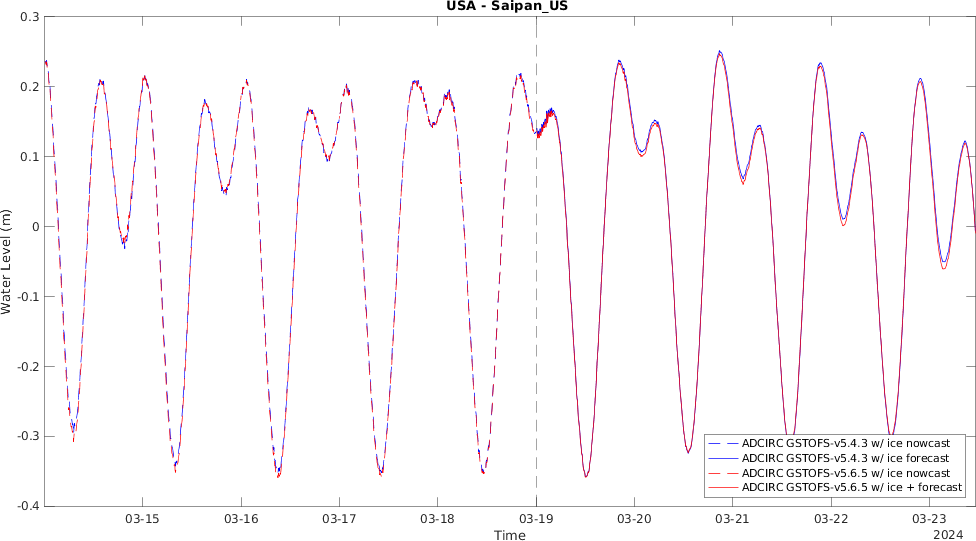 USA - Saipan_US
0.3
0.2
0.1
0
-0.1
-0.2
-0.3
-0.4
Water Level (m)
ADCIRC GSTOFS-v5.4.3 w/ ice nowcast
ADCIRC GSTOFS-v5.4.3 w/ ice forecast
ADCIRC GSTOFS-v5.6.5 w/ ice nowcast
ADCIRC GSTOFS-v5.6.5 w/ ice + forecast
03-15 03-16 03-17 03-18 03-19 03-20 03-21 03-22 03-23
Time
2024